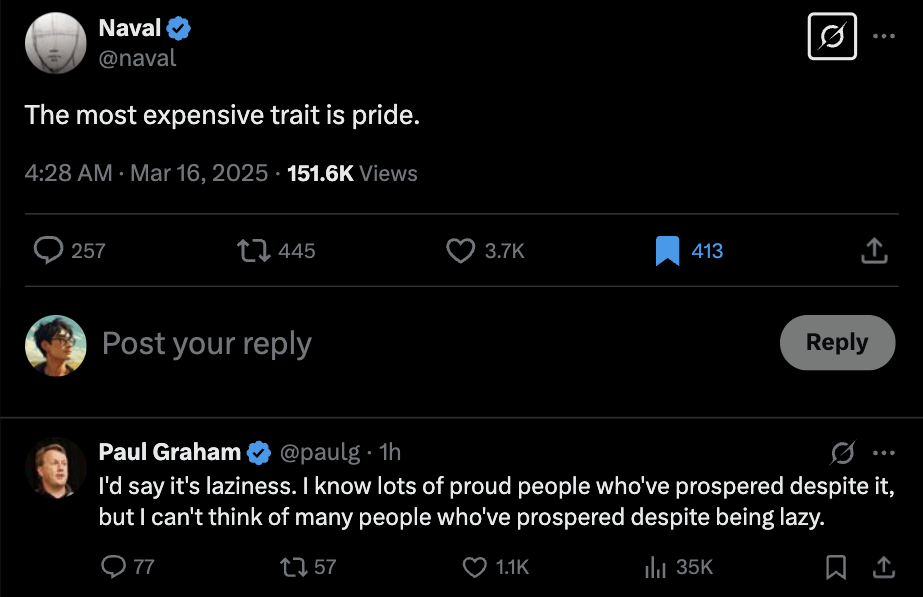 Naval
@naval
The most expensive trait is pride.
4:28 AM · Mar 16, 2025 · 151.6K Views
257 445 3.7K 413
Post your reply
Reply
Paul Graham @paulg · 1h
I'd say it's laziness. I know lots of proud people who've prospered despite it,
but I can't think of many people who've prospered despite being lazy.
77 57 1.1K 35K